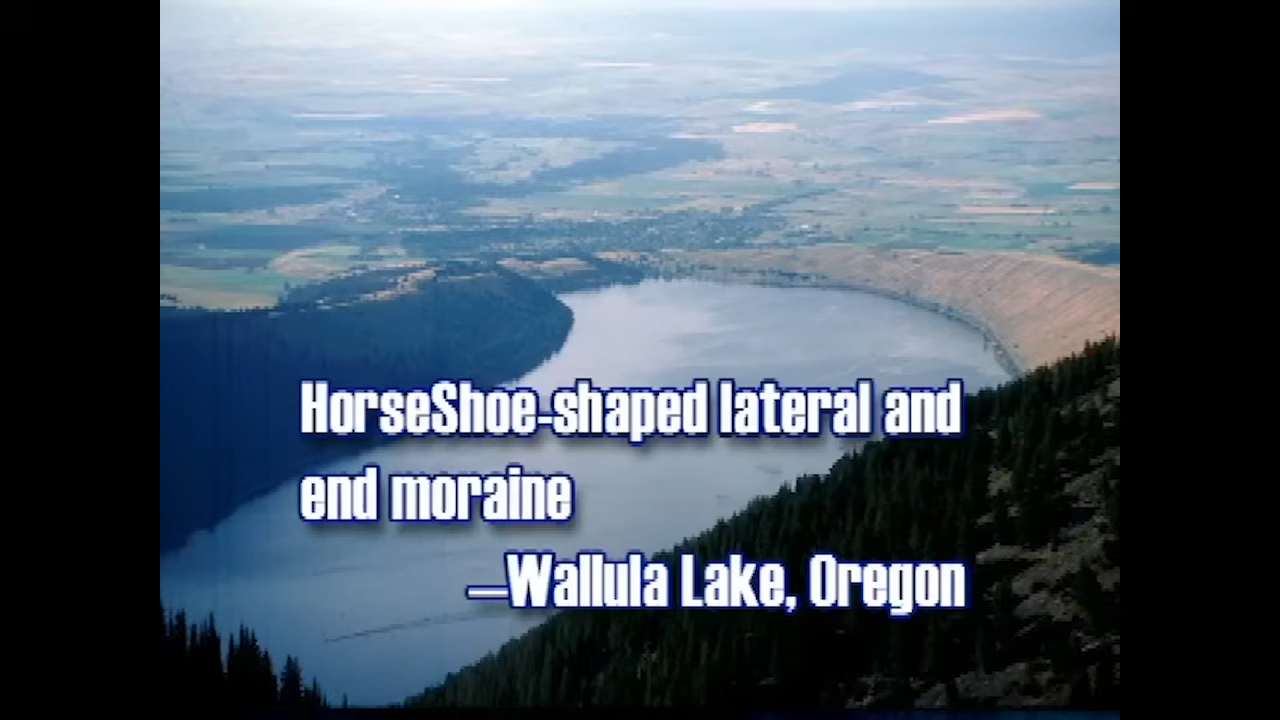 HorseShoe-shaped lateral and
end moraine
—Wallula Lake, Oregon